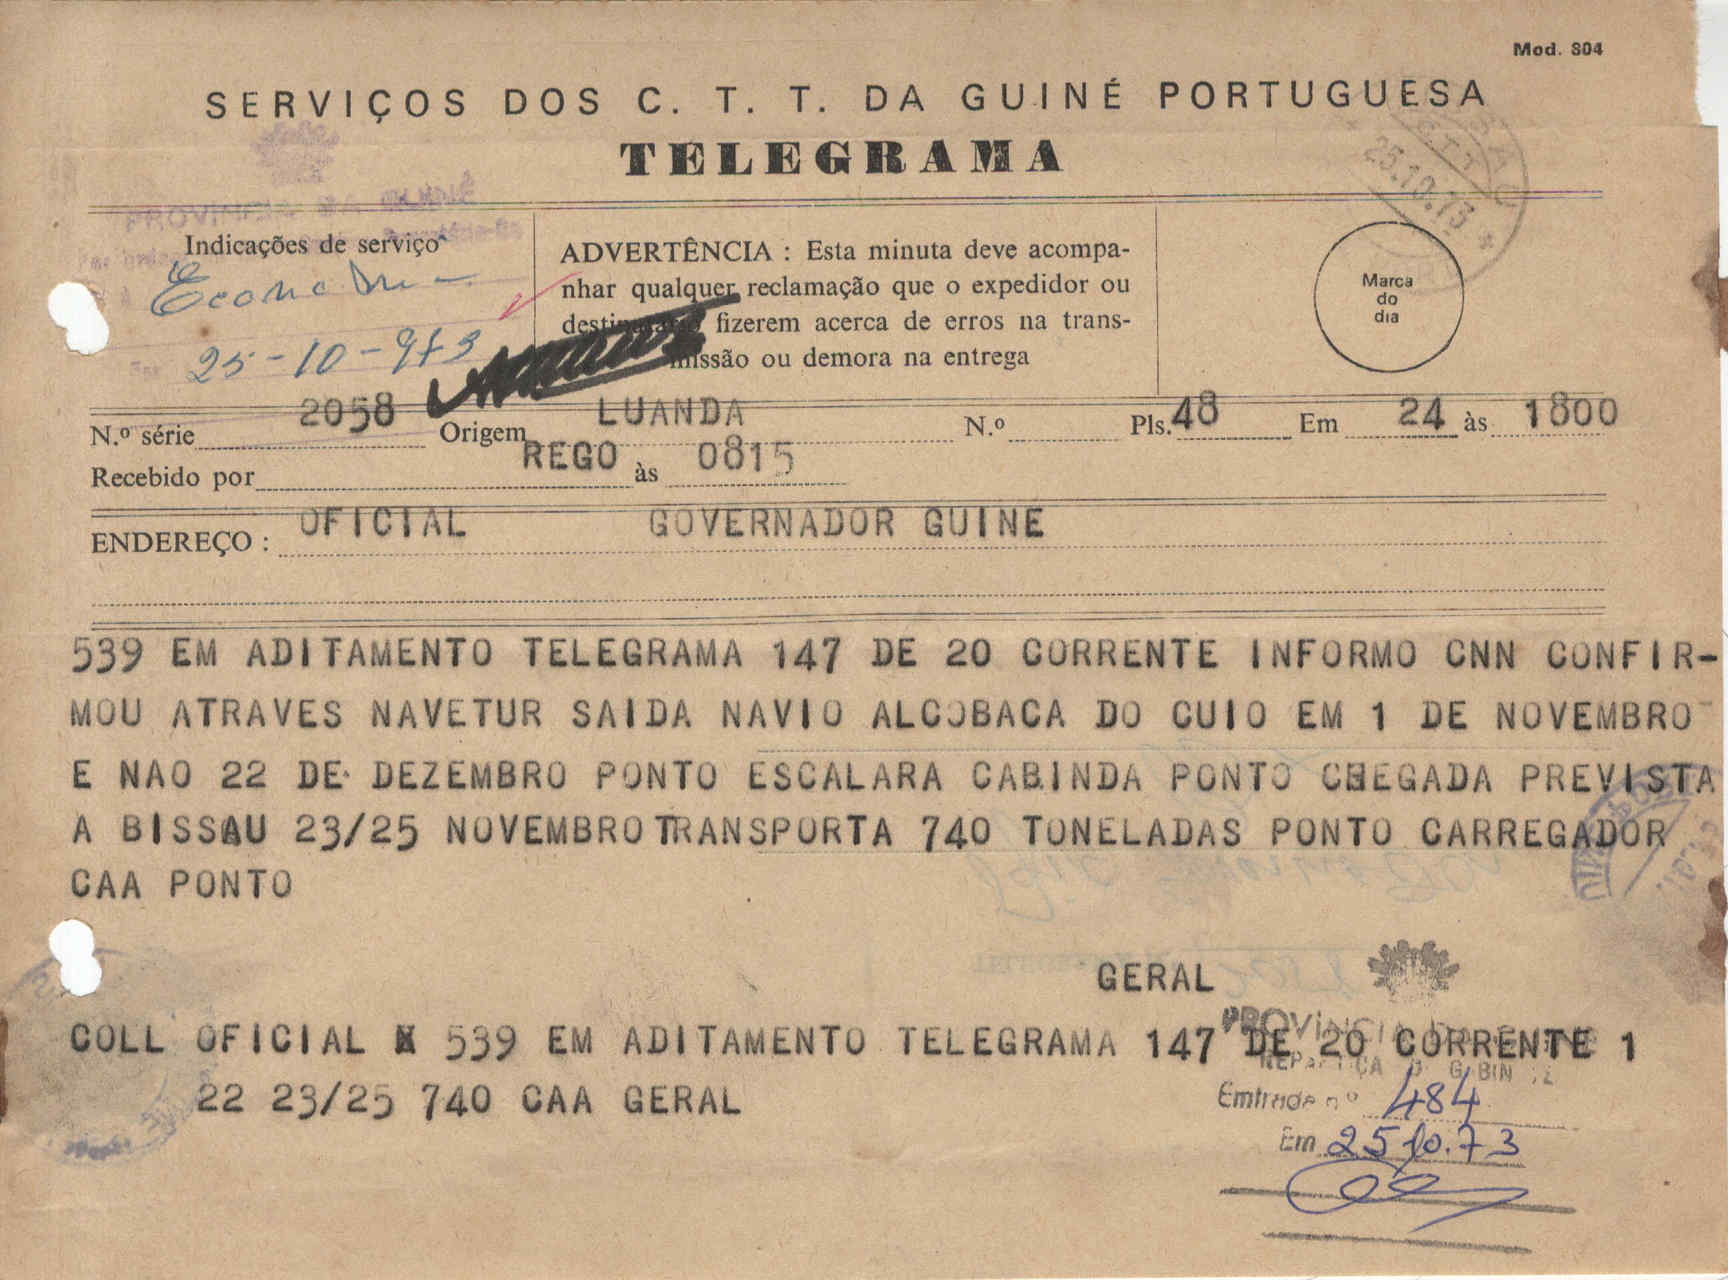 Mod. 804
SERVIÇOS DOS C. T. T. DA GUINÉ PORTUGUESA
TELEGRAMA
Indicações de serviço
25-10-973
ADVERTÊNCIA : Esta minuta deve acompa-
nhar qualquer reclamação que o expedidor ou
fizerem acerca de erros na trans-
missão ou demora na entrega
25.10.73
Marca
do
dia
N.º série 2058 Origem LUANDA N.º Pls. 48 Em 24 às 1800
Recebido por REGO às 0815
ENDEREÇO : OFICIAL GOVERNADOR GUINE
539 EM ADITAMENTO TELEGRAMA 147 DE 20 CORRENTE INFORMO CNN CONFIR-
MOU ATRAVES NAVETUR SAIDA NAVIO ALCOBACA DO CUIO EM 1 DE NOVEMBRO
E NAO 22 DE DEZEMBRO PONTO ESCALARA CABINDA PONTO CHEGADA PREVISTA
A BISSAU 23/25 NOVEMBRO TRANSPORTA 740 TONELADAS PONTO CARREGADOR
CAA PONTO
GERAL
COLL OFICIAL 539 EM ADITAMENTO TELEGRAMA 147 DE 20 CORRENTE 1
22 23/25 740 CAA GERAL
PROVÍNCIA DA
Entrada nº 484
Em 25.10.73